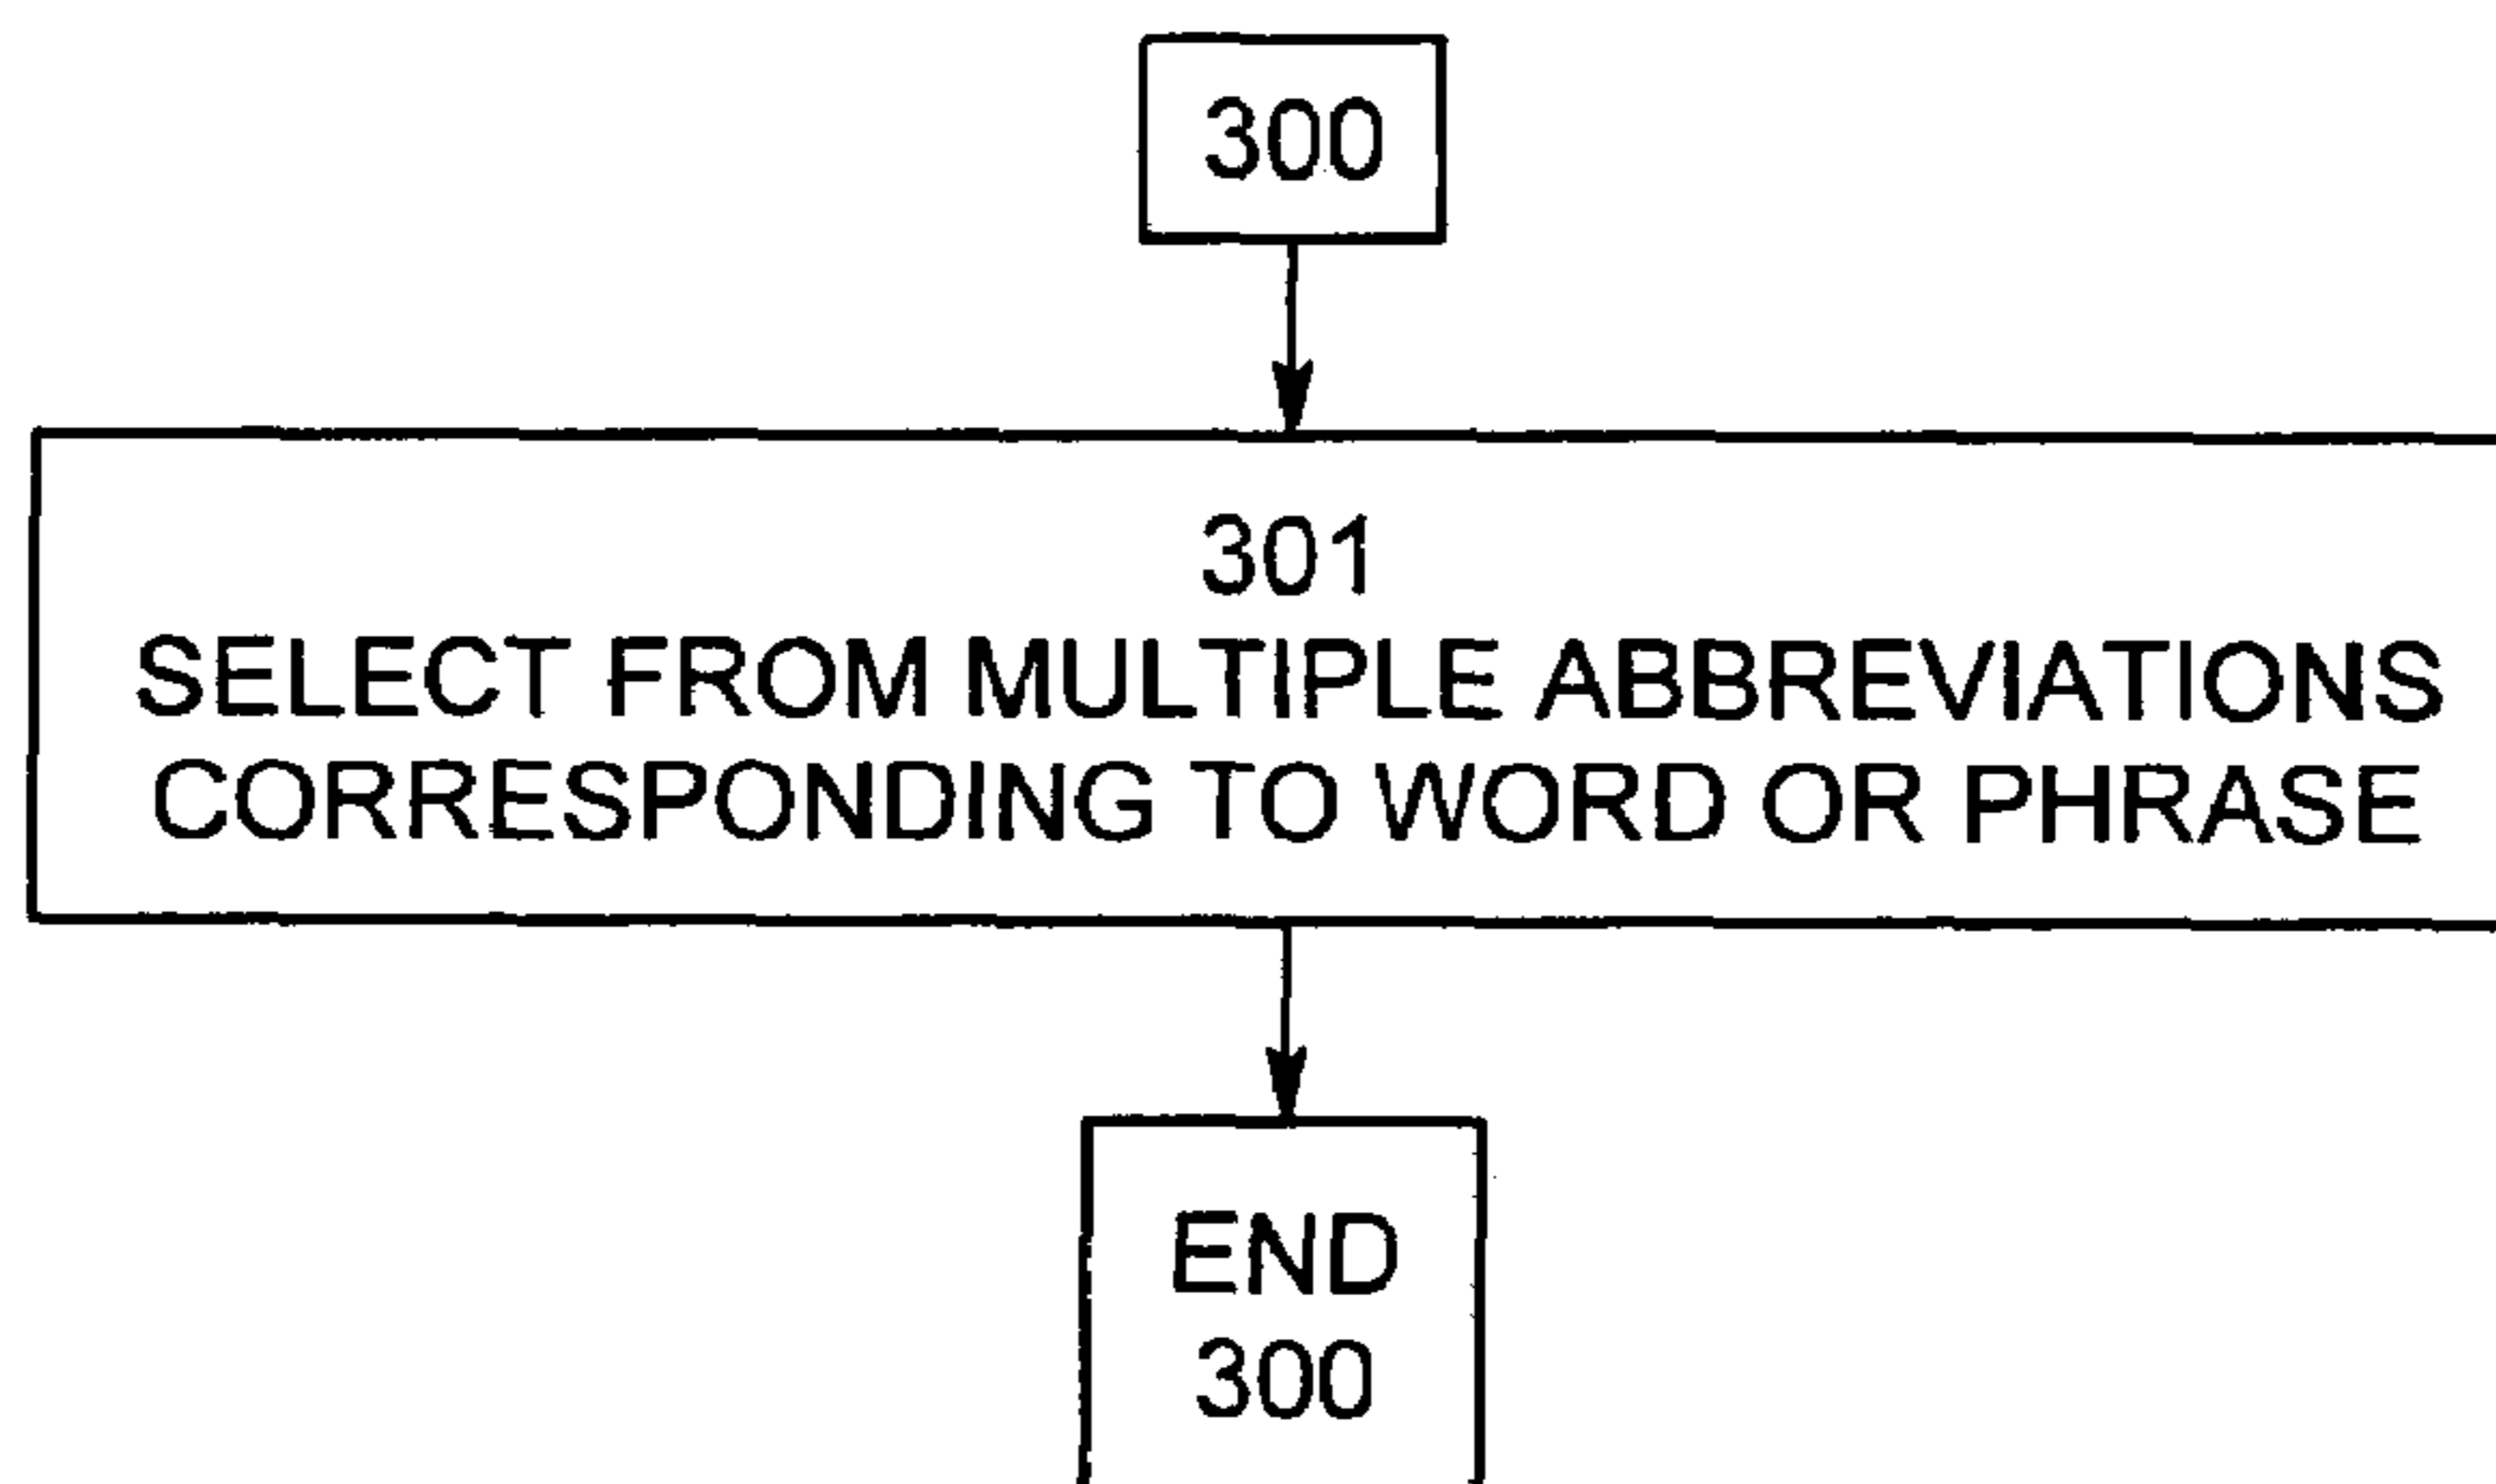 300
301
SELECT FROM MULTIPLE ABBREVIATIONS
CORRESPONDING TO WORD OR PHRASE
END
300